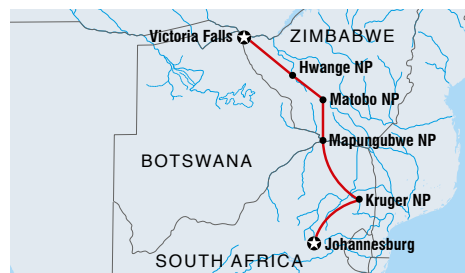 Victoria Falls
ZIMBABWE
Hwange NP
Matobo NP
Mapungubwe NP
BOTSWANA
Kruger NP
Johannesburg
SOUTH AFRICA